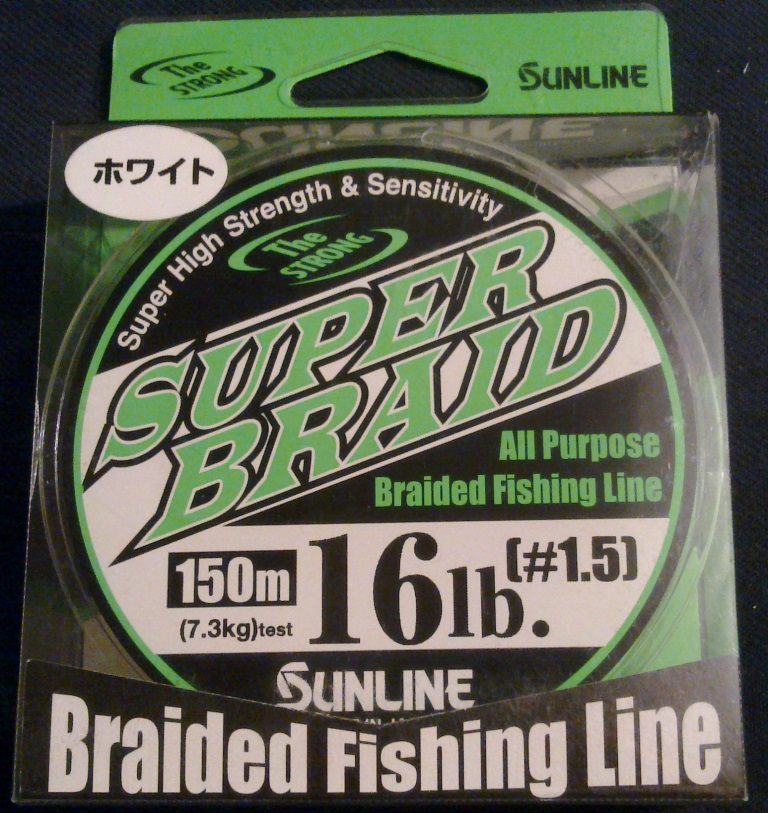 The STRONG
SUNLINE
ホワイト
Super High Strength & Sensitivity
The STRONG
SUPER
BRAID
All Purpose
Braided Fishing Line
150m
16lb.
(#1.5)
(7.3kg)test
SUNLINE
Braided Fishing Line